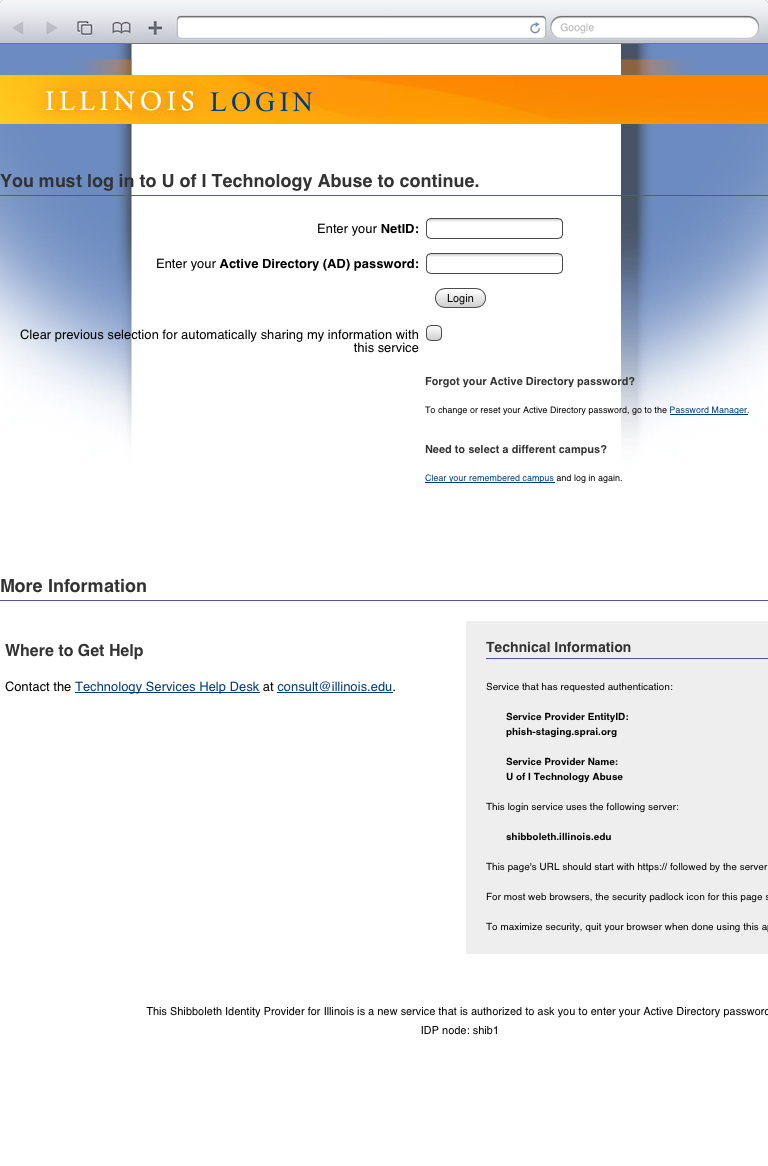 Google
ILLINOIS LOGIN
You must log in to U of I Technology Abuse to continue.
Enter your NetID:
Enter your Active Directory (AD) password:
Login
Clear previous selection for automatically sharing my information with
this service
Forgot your Active Directory password?
To change or reset your Active Directory password, go to the Password Manager.
Need to select a different campus?
Clear your remembered campus and log in again.
More Information
Where to Get Help
Contact the Technology Services Help Desk at consult@illinois.edu.
Technical Information
Service that has requested authentication:
Service Provider EntityID:
phish-staging.sprai.org
Service Provider Name:
U of I Technology Abuse
This login service uses the following server:
shibboleth.illinois.edu
This page's URL should start with https:// followed by the server
For most web browsers, the security padlock icon for this page
To maximize security, quit your browser when done using this
This Shibboleth Identity Provider for Illinois is a new service that is authorized to ask you to enter your Active Directory password
IDP node: shib1